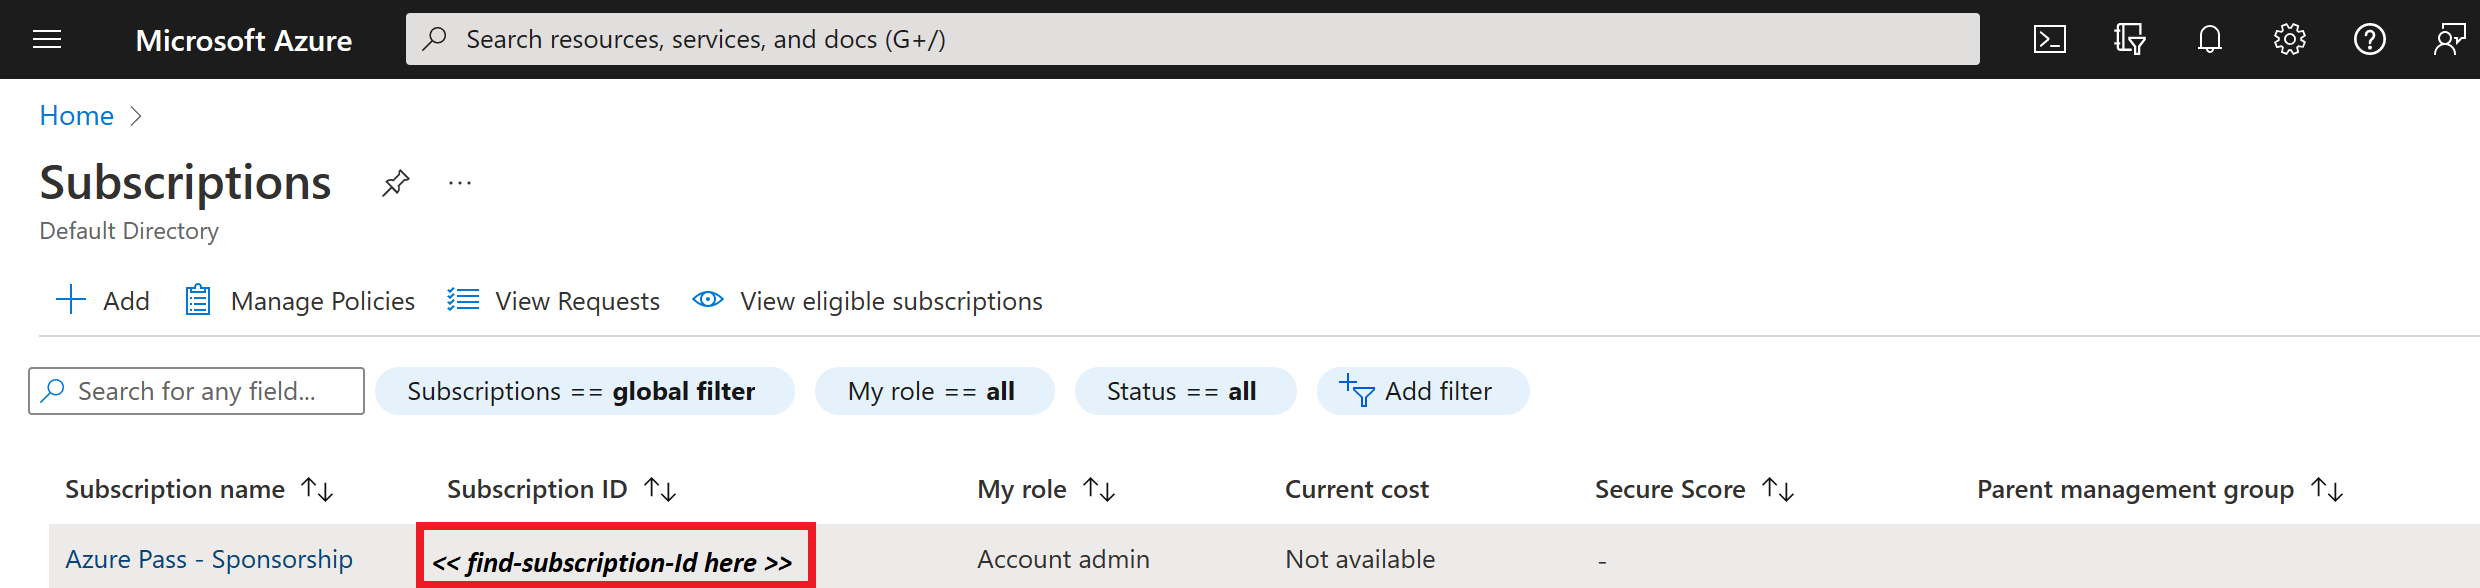 Microsoft Azure
Search resources, services, and docs (G+/)
Home
Subscriptions
Default Directory
Add
Manage Policies
View Requests
View eligible subscriptions
Search for any field...
Subscriptions == global filter
My role == all
Status == all
Add filter
Subscription name
Subscription ID
My role
Current cost
Secure Score
Parent management group
Azure Pass - Sponsorship
<< find-subscription-Id here >>
Account admin
Not available
-